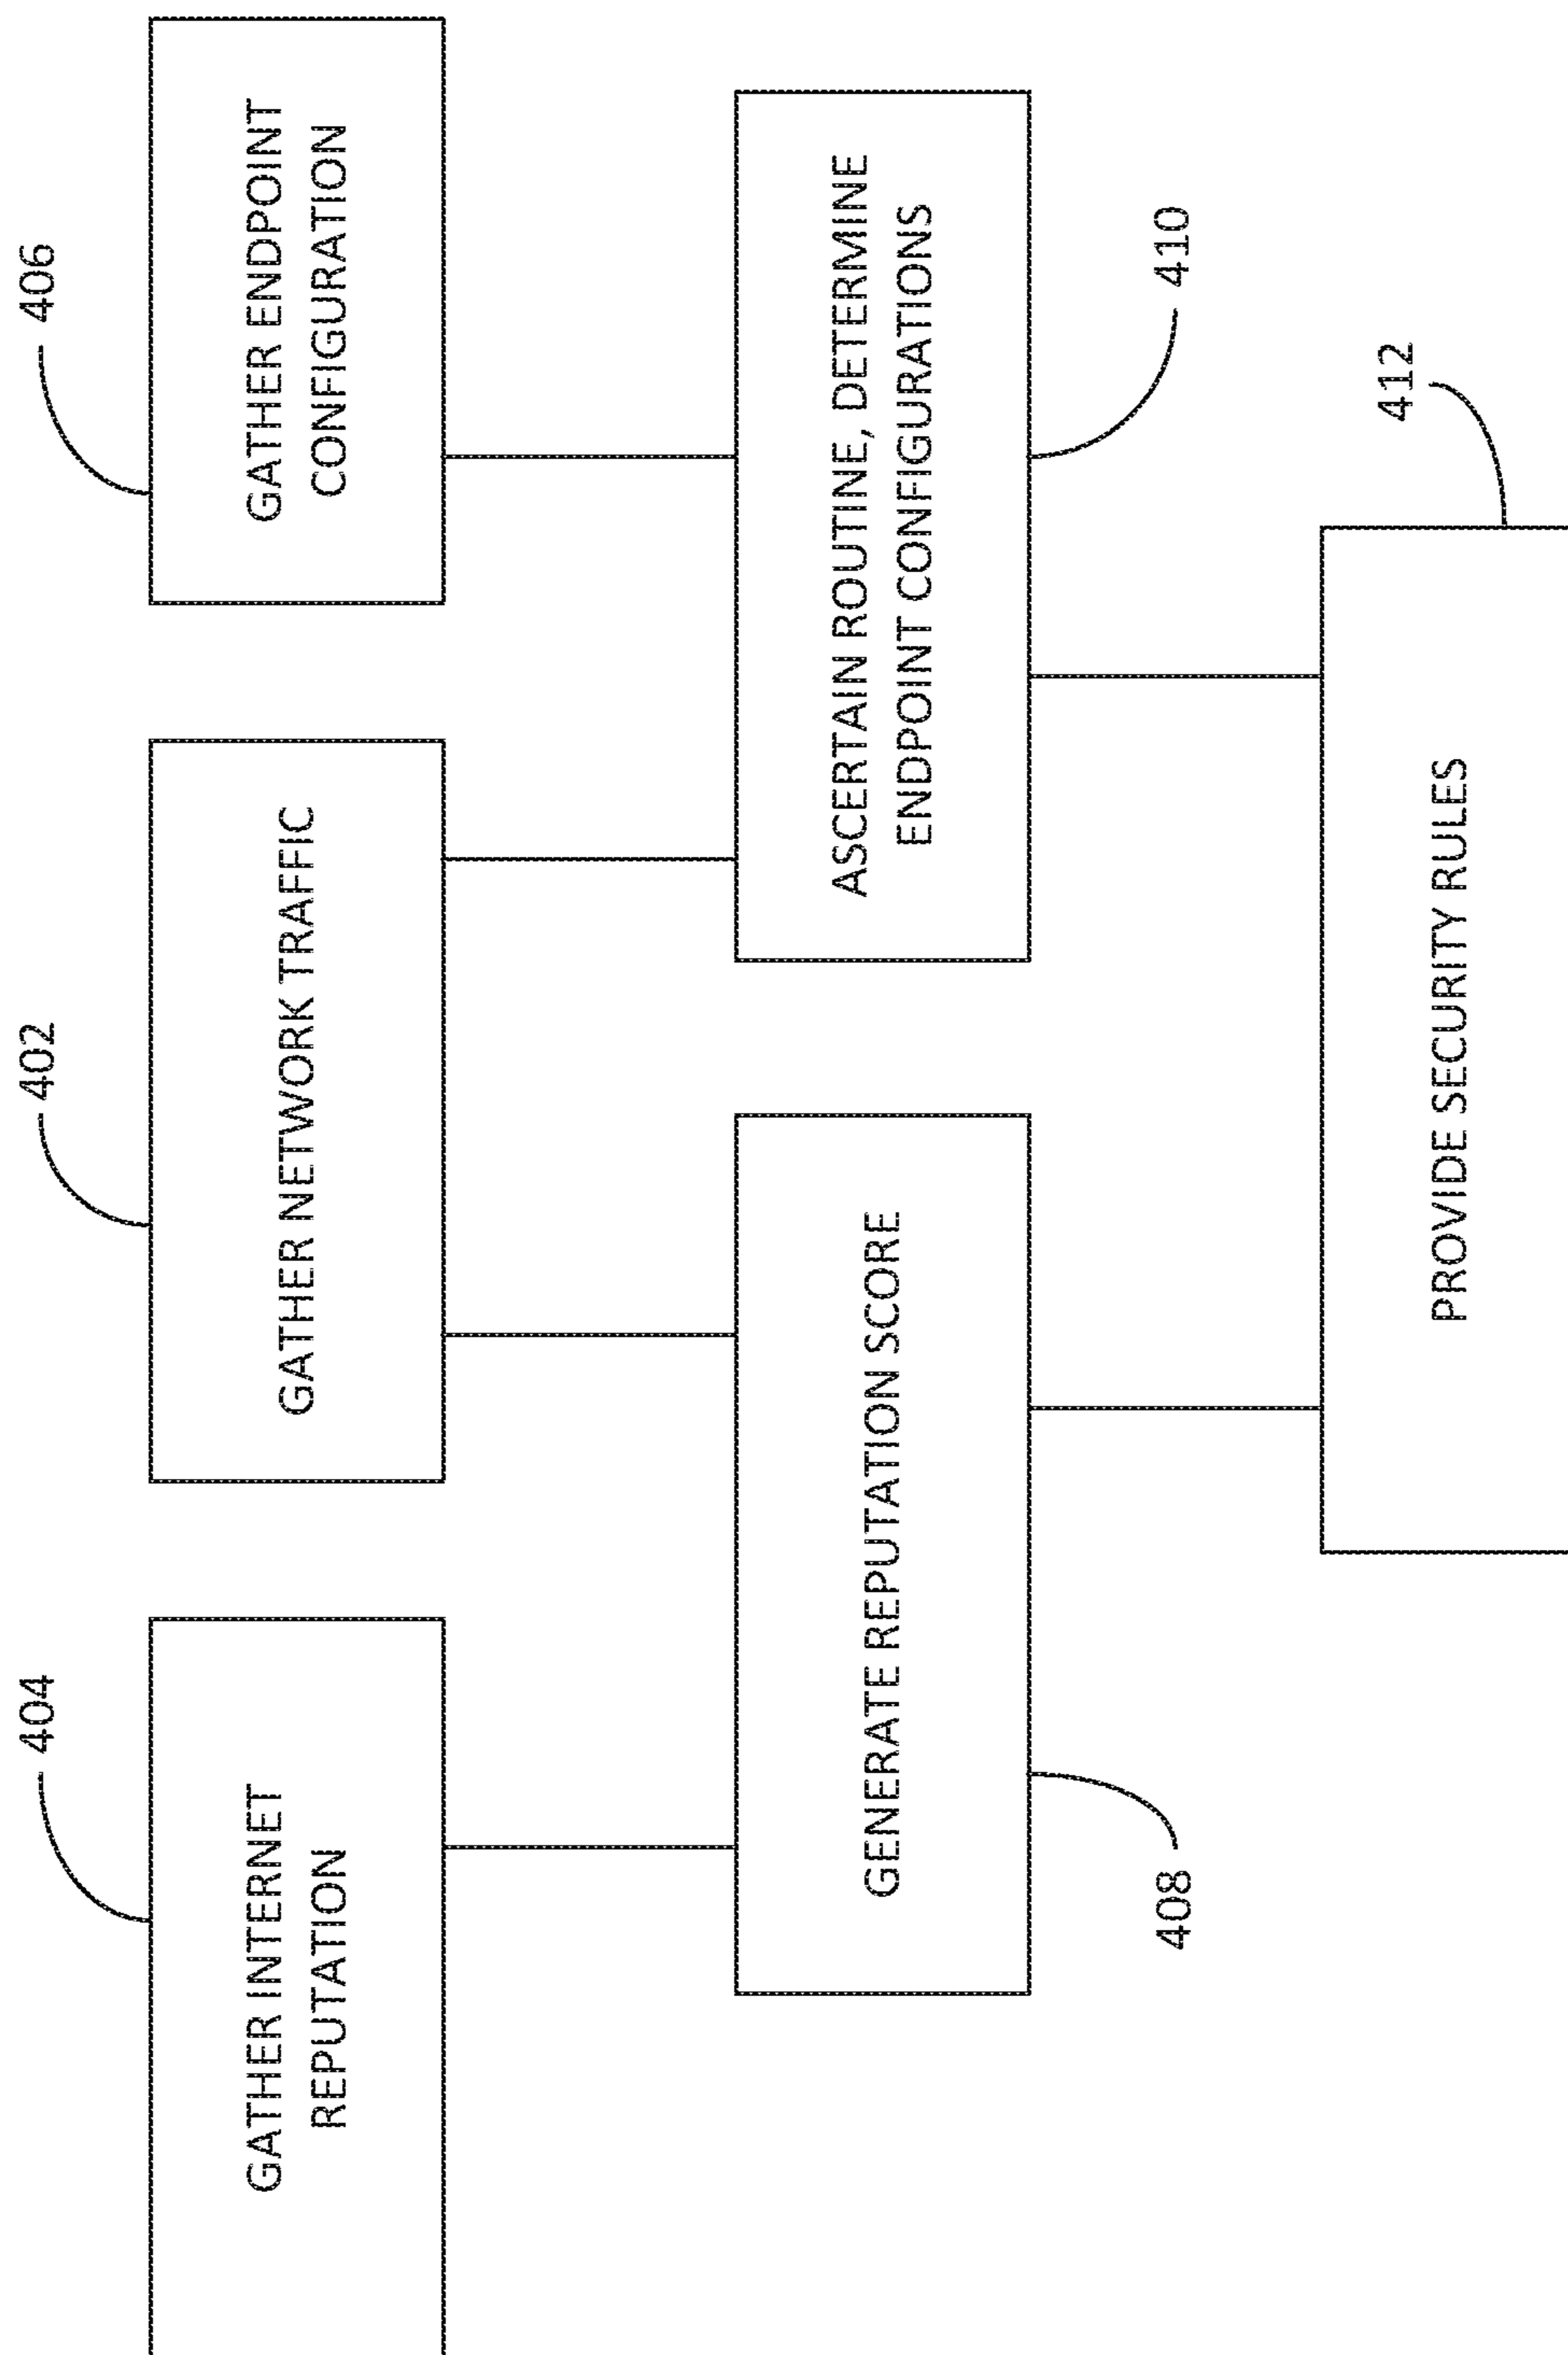 404
GATHER INTERNET
REPUTATION
402
GATHER NETWORK TRAFFIC
406
GATHER ENDPOINT
CONFIGURATION
GENERATE REPUTATION SCORE
408
ASCERTAIN ROUTINE, DETERMINE
ENDPOINT CONFIGURATIONS
410
412
PROVIDE SECURITY RULES